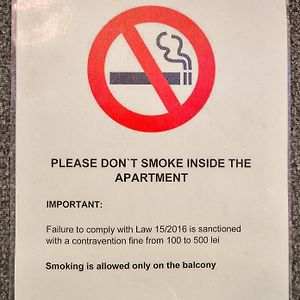 PLEASE DON`T SMOKE INSIDE THE
APARTMENT
IMPORTANT:
Failure to comply with Law 15/2016 is sanctioned
with a contravention fine from 100 to 500 lei
Smoking is allowed only on the balcony